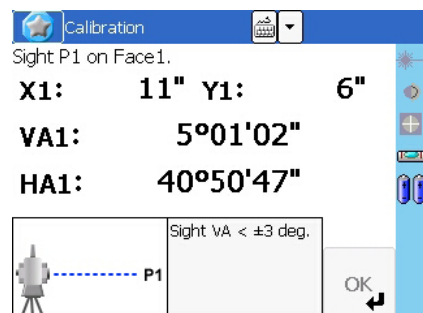 Calibration
Sight P1 on Face1.
X1: 11" Y1: 6"
VA1: 5°01'02"
HA1: 40°50'47"
Sight VA < ±3 deg.
P1
OK